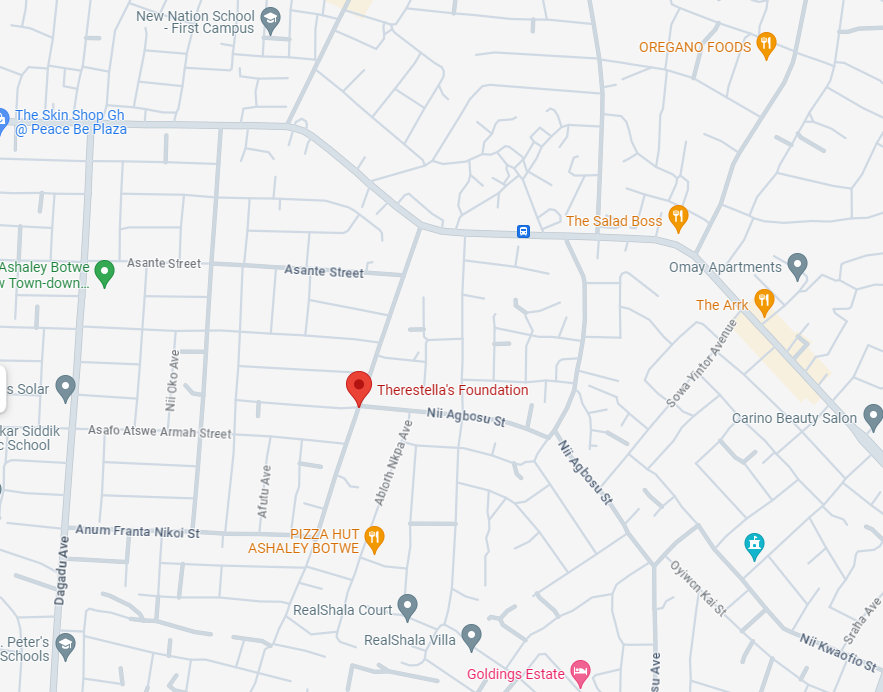 New Nation School
- First Campus
OREGANO FOODS
The Skin Shop Gh
@ Peace Be Plaza
The Salad Boss
Asante Street
Asante Street
Ashaley Botwe
w Town-down...
Omay Apartments
The Arrk
Sowa Yintor Avenue
Nii Oko Ave
s Solar
Therestella's Foundation
Nii Agbosu St
Carino Beauty Salon
kar Siddik
c School
Asafo Atswe Armah Street
Ablorh Nkpa Ave
Nii Agbosu St
Afutu Ave
Anum Franta Nikoi St
PIZZA HUT
ASHALEY BOTWE
Dagadu Ave
Oyiwcn Kai St
RealShala Court
Sraha Ave
RealShala Villa
. Peter's
Schools
Nii Kwaofio St
Goldings Estate
su Ave